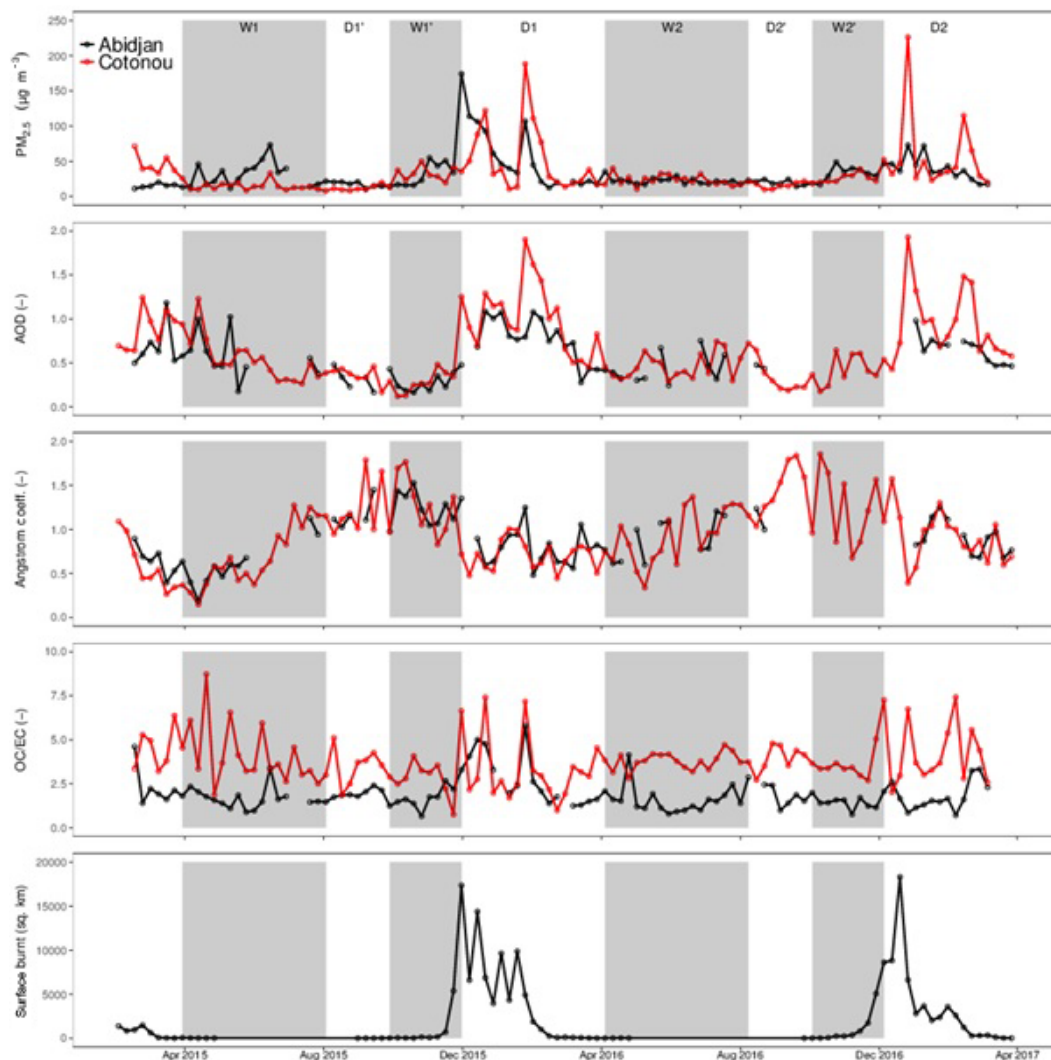 W1 D1' W1' D1 W2 D2' W2' D2
Abidjan
Cotonou
PM2.5 (µg m−3)
250
200
150
100
50
0
AOD (−)
2.0
1.5
1.0
0.5
0.0
Angstrom coeff. (−)
2.0
1.5
1.0
0.5
0.0
OC/EC (−)
10.0
7.5
5.0
2.5
0.0
Surface burnt (sq. km)
20000
15000
10000
5000
0
Apr 2015 Aug 2015 Dec 2015 Apr 2016 Aug 2016 Dec 2016 Apr 2017